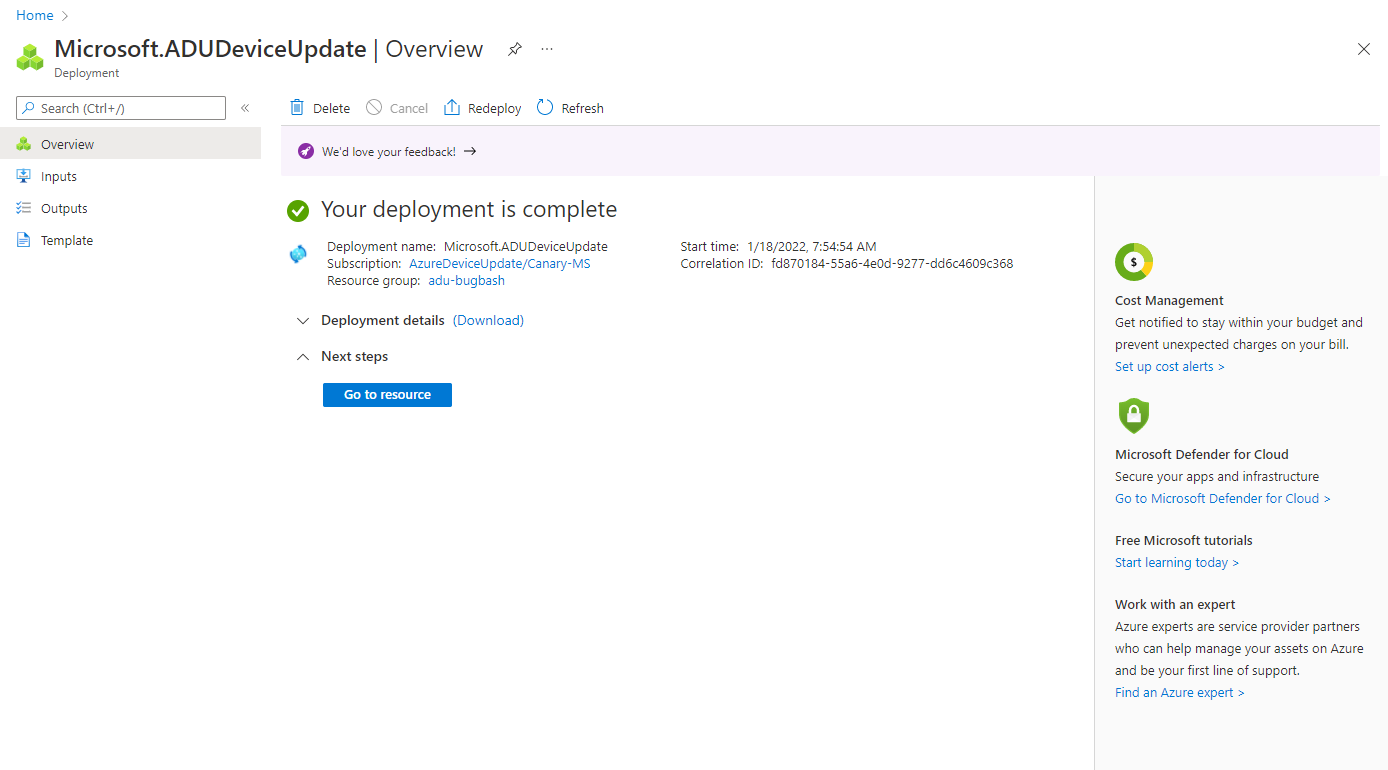 Home
Microsoft.ADUDeviceUpdate | Overview
Deployment
Search (Ctrl+/)
Overview
Inputs
Outputs
Template
Delete
Cancel
Redeploy
Refresh
We'd love your feedback!
Your deployment is complete
Deployment name: Microsoft.ADUDeviceUpdate
Subscription: AzureDeviceUpdate/Canary-MS
Resource group: adu-bugbash
Start time: 1/18/2022, 7:54:54 AM
Correlation ID: fd870184-55a6-4e0d-9277-dd6c4609c368
Deployment details (Download)
Next steps
Go to resource
$
Cost Management
Get notified to stay within your budget and
prevent unexpected charges on your bill.
Set up cost alerts >
Microsoft Defender for Cloud
Secure your apps and infrastructure
Go to Microsoft Defender for Cloud >
Free Microsoft tutorials
Start learning today >
Work with an expert
Azure experts are service provider partners
who can help manage your assets on Azure
and be your first line of support.
Find an Azure expert >